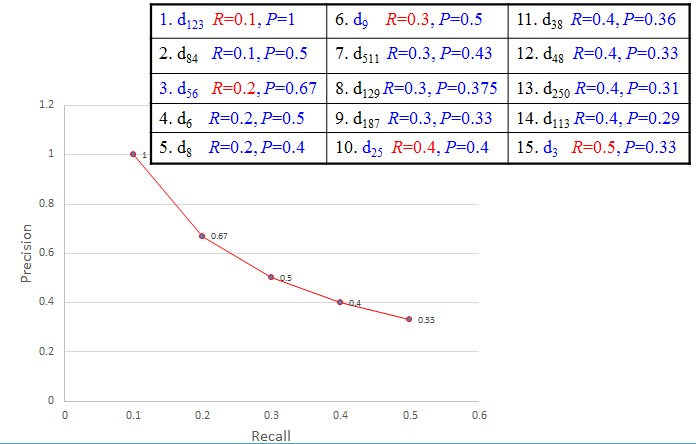 1. d123 R=0.1, P=1
6. d9 R=0.3, P=0.5
11. d38 R=0.4, P=0.36
2. d84 R=0.1, P=0.5
7. d511 R=0.3, P=0.43
12. d48 R=0.4, P=0.33
3. d56 R=0.2, P=0.67
8. d129 R=0.3, P=0.375
13. d250 R=0.4, P=0.31
4. d6 R=0.2, P=0.5
9. d187 R=0.3, P=0.33
14. d113 R=0.4, P=0.29
5. d8 R=0.2, P=0.4
10. d25 R=0.4, P=0.4
15. d3 R=0.5, P=0.33
1.2
1
0.8
0.6
0.4
0.2
0
Precision
1
0.67
0.5
0.4
0.33
0 0.1 0.2 0.3 0.4 0.5 0.6
Recall